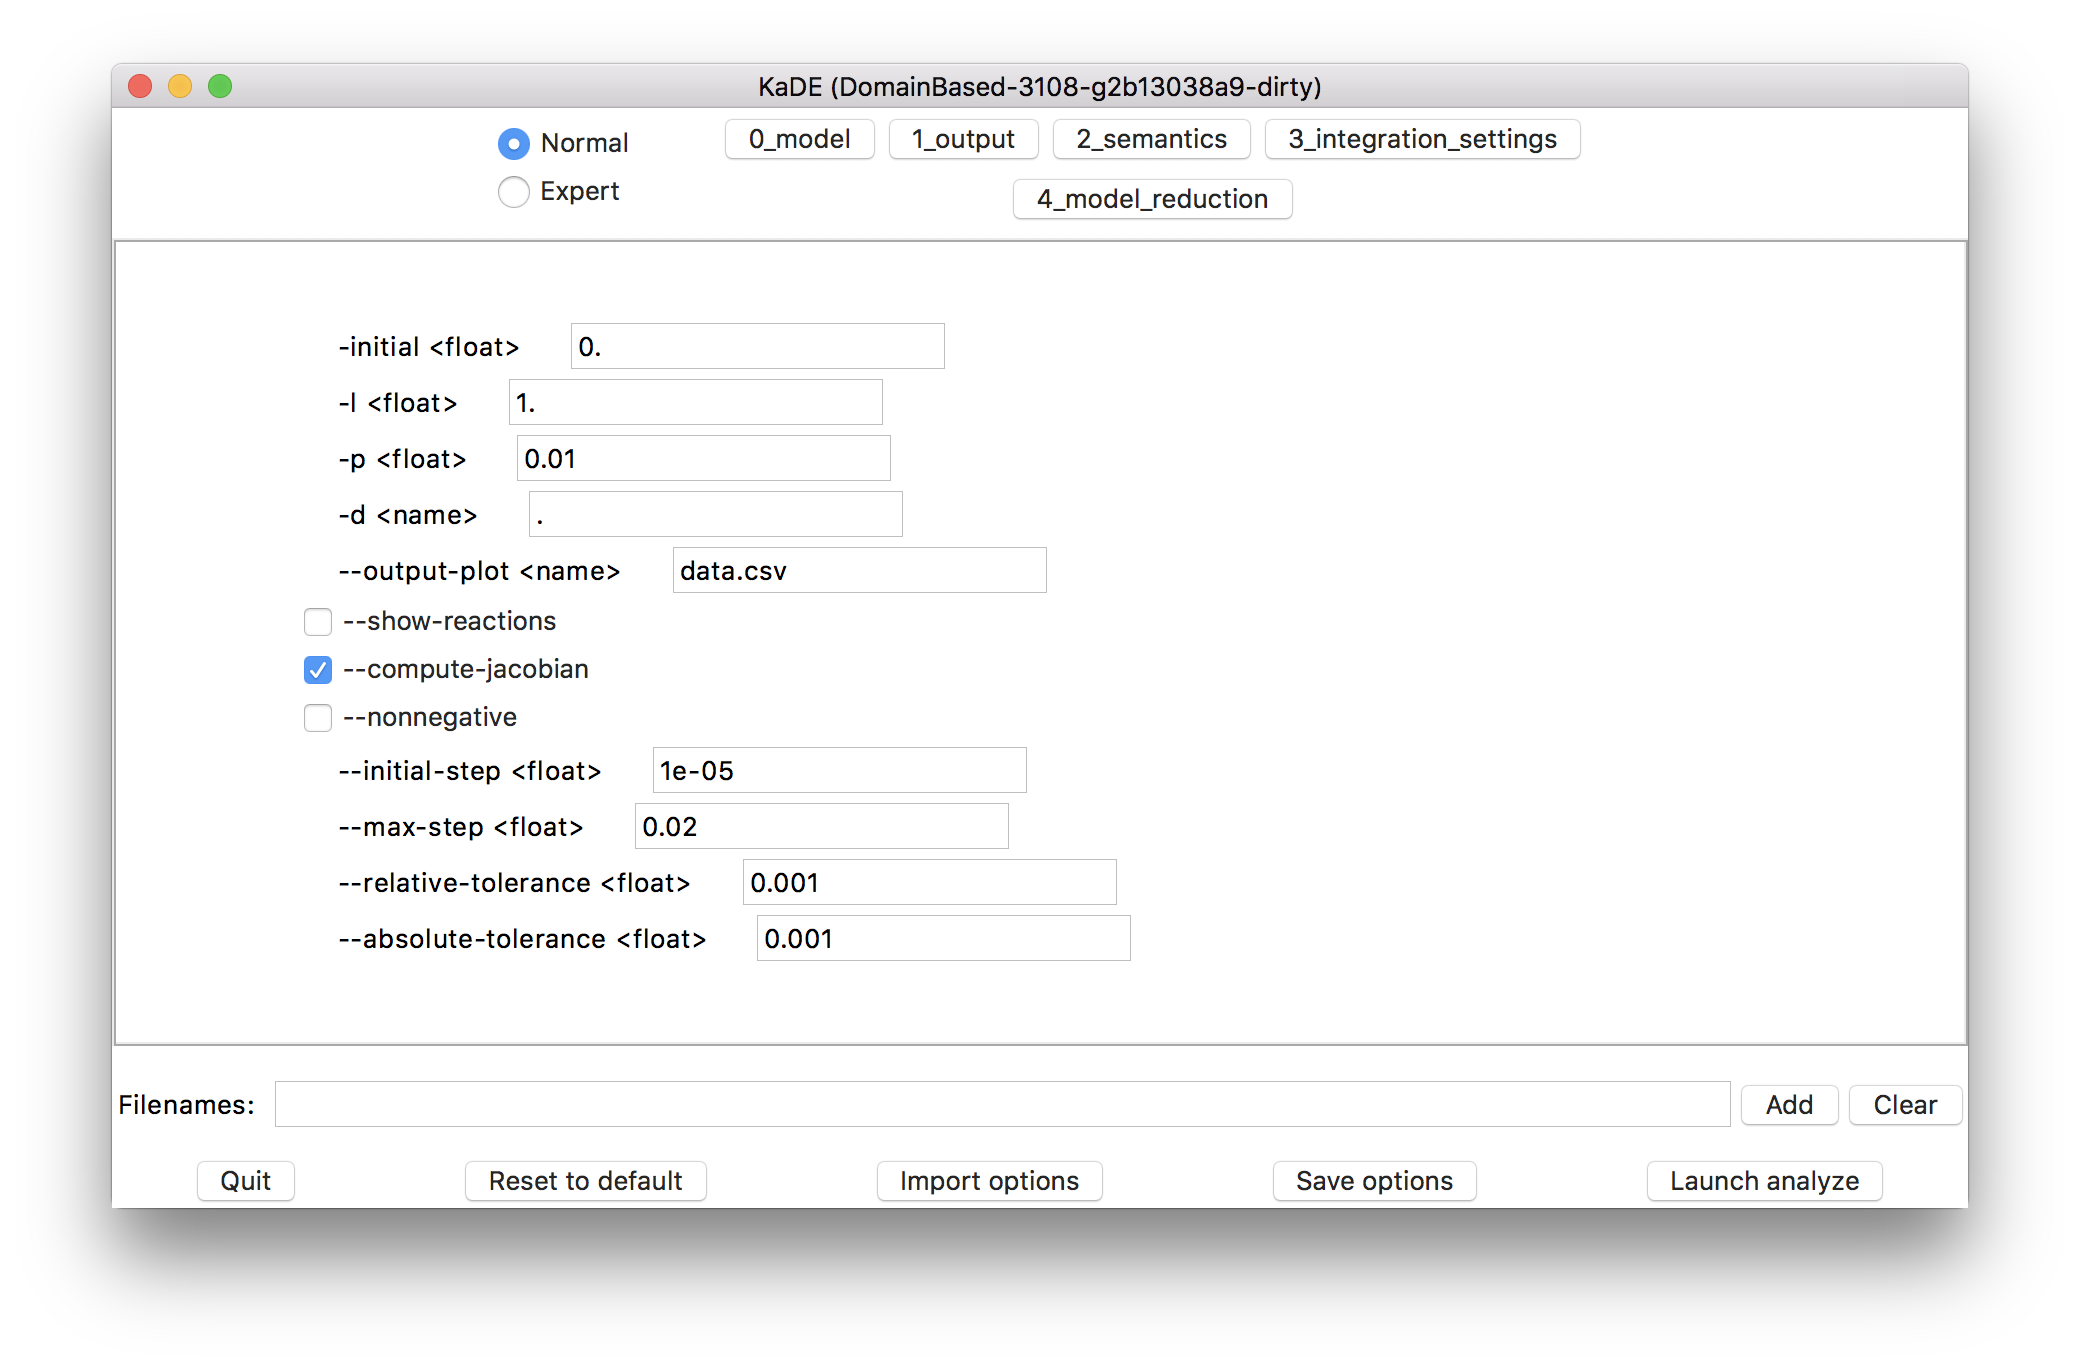 KaDE (DomainBased-3108-g2b13038a9-dirty)
Normal
0_model 1_output 2_semantics 3_integration_settings
Expert
4_model_reduction
-initial <float> 0.
-l <float> 1.
-p <float> 0.01
-d <name> .
--output-plot <name> data.csv
--show-reactions
--compute-jacobian
--nonnegative
--initial-step <float> 1e-05
--max-step <float> 0.02
--relative-tolerance <float> 0.001
--absolute-tolerance <float> 0.001
Filenames: Add Clear
Quit Reset to default Import options Save options Launch analyze